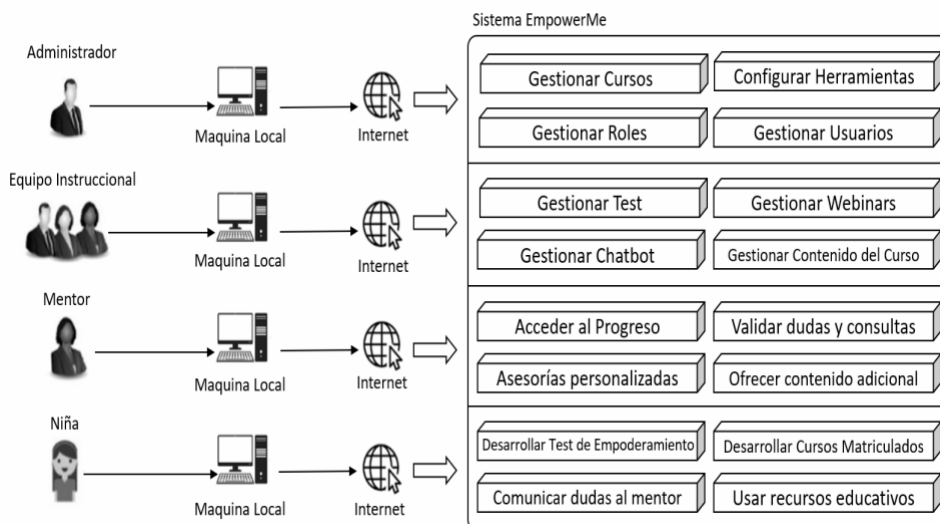 Sistema EmpowerMe
Administrador
Maquina Local
Internet
Gestionar Cursos
Configurar Herramientas
Gestionar Roles
Gestionar Usuarios
Equipo Instruccional
Maquina Local
Internet
Gestionar Test
Gestionar Webinars
Gestionar Chatbot
Gestionar Contenido del Curso
Mentor
Maquina Local
Internet
Acceder al Progreso
Validar dudas y consultas
Asesorías personalizadas
Ofrecer contenido adicional
Niña
Maquina Local
Internet
Desarrollar Test de Empoderamiento
Desarrollar Cursos Matriculados
Comunicar dudas al mentor
Usar recursos educativos